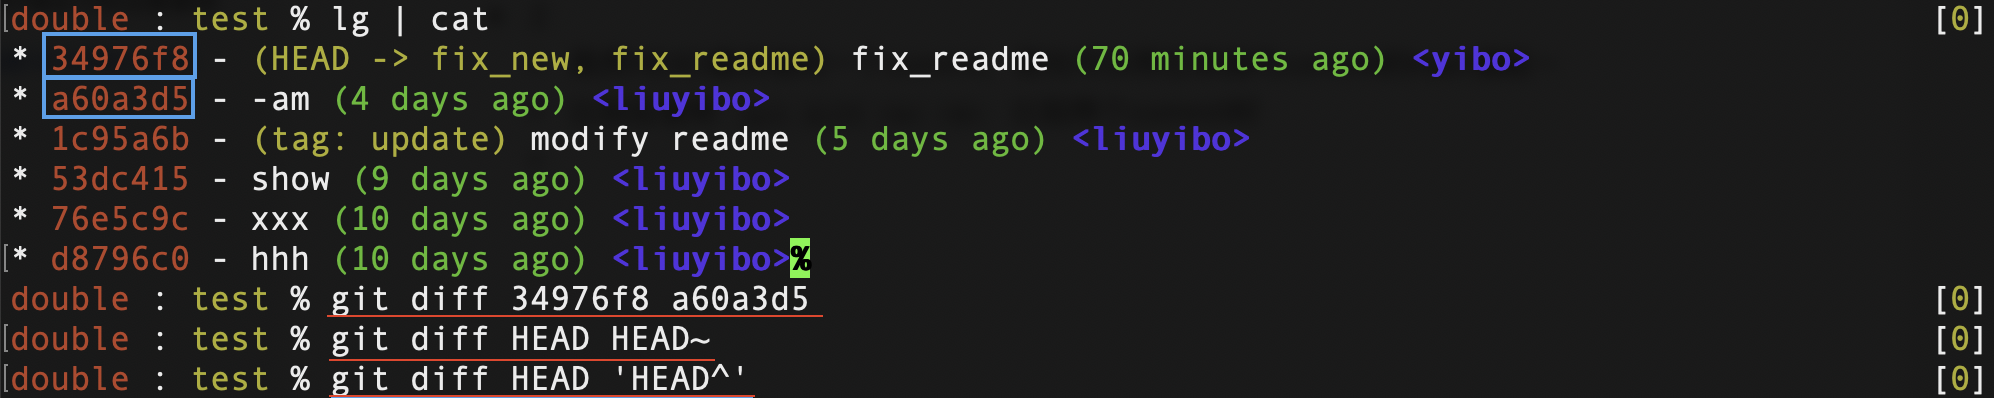 [double : test % lg | cat [0]
* 34976f8 - (HEAD -> fix_new, fix_readme) fix_readme (70 minutes ago) <yibo>
* a60a3d5 - -am (4 days ago) <liuyibo>
* 1c95a6b - (tag: update) modify readme (5 days ago) <liuyibo>
* 53dc415 - show (9 days ago) <liuyibo>
* 76e5c9c - xxx (10 days ago) <liuyibo>
[* d8796c0 - hhh (10 days ago) <liuyibo>%
double : test % git diff 34976f8 a60a3d5 [0]
[double : test % git diff HEAD HEAD~ [0]
[double : test % git diff HEAD 'HEAD^' [0]